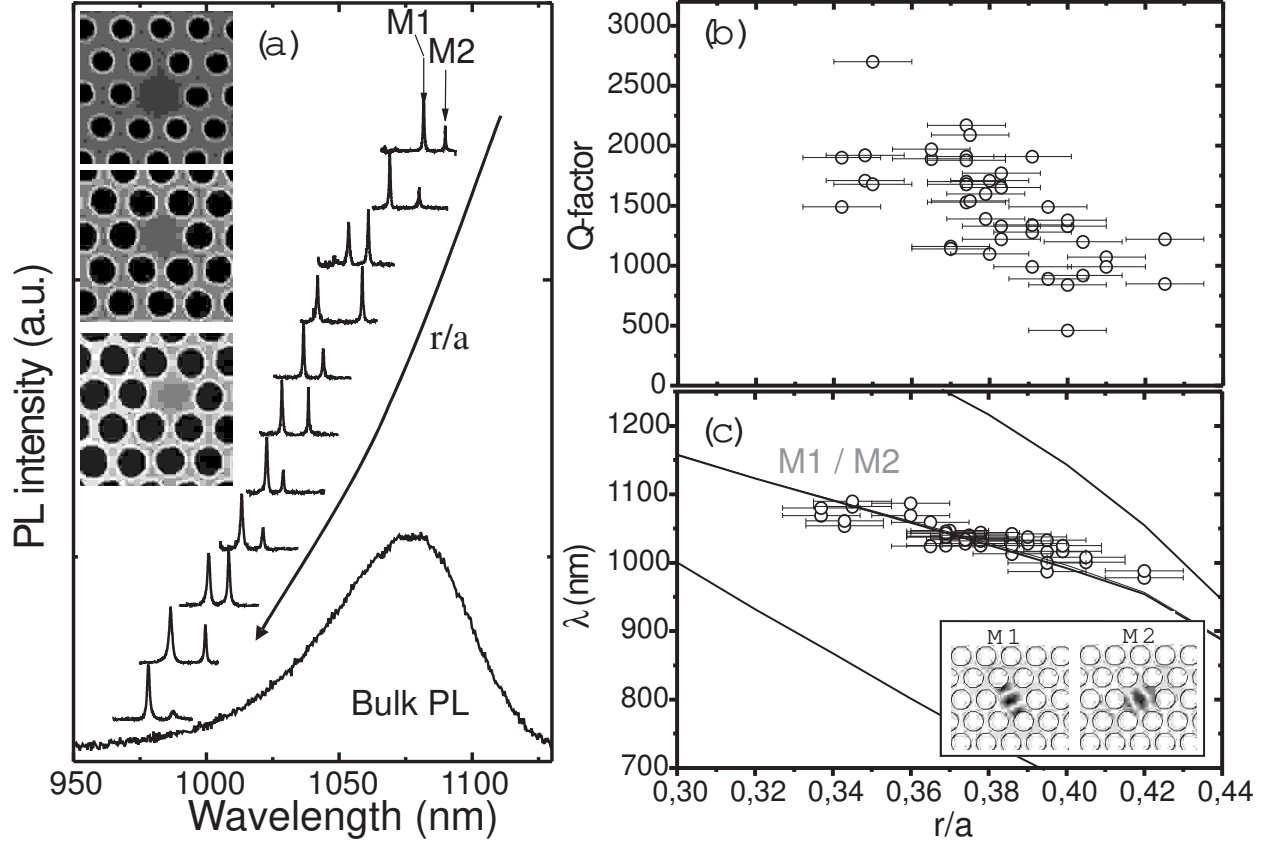 (a)
M1
M2
r/a
Bulk PL
PL intensity (a.u.)
950 1000 1050 1100
Wavelength (nm)
(b)
Q-factor
3000
2500
2000
1500
1000
500
0
(c)
M1 / M2
λ (nm)
1200
1100
1000
900
800
700
M1 M2
0,30 0,32 0,34 0,36 0,38 0,40 0,42 0,44
r/a